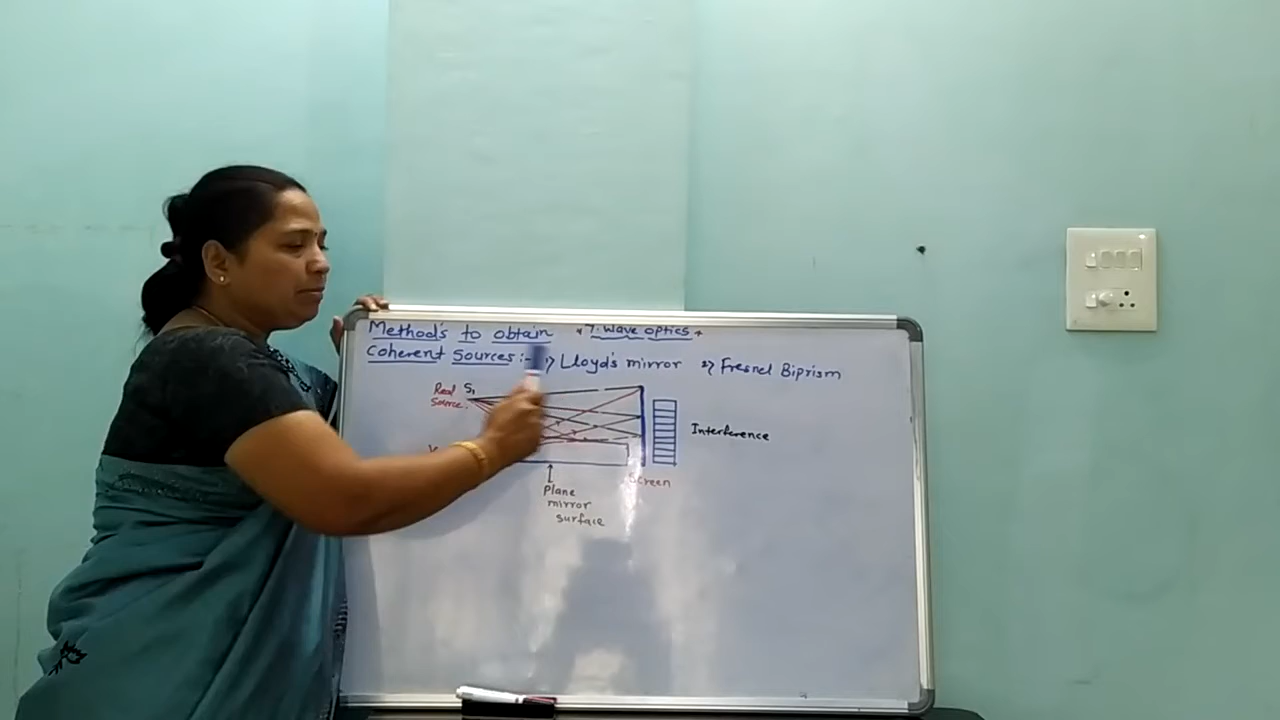 Method's to obtain * 7. Wave optics *
Coherent Sources :- 1) Lloyd's mirror 2) Fresnel Biprism
Real S₁
Source.
Interference
Screen
Plane
mirror
surface